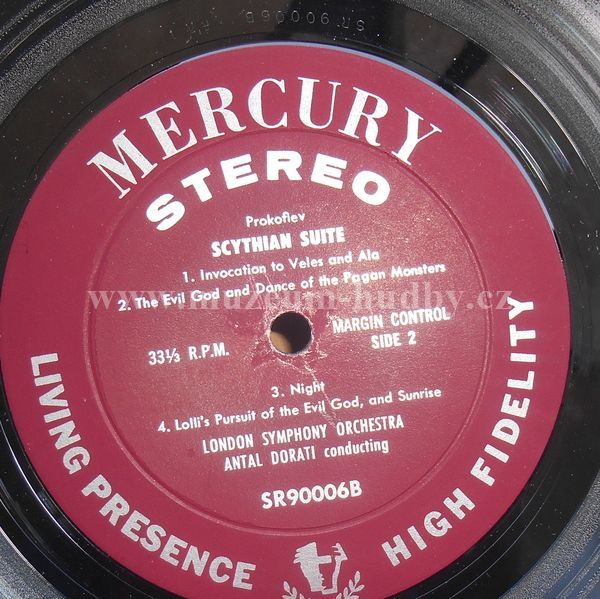 SR 90006B
MERCURY
STEREO
Prokofiev
SCYTHIAN SUITE
1. Invocation to Veles and Ala
2. The Evil God and Dance of the Pagan Monsters
www.muzeum-hudby.cz
33⅓ R.P.M.
MARGIN CONTROL
SIDE 2
3. Night
4. Lolli's Pursuit of the Evil God, and Sunrise
LONDON SYMPHONY ORCHESTRA
ANTAL DORATI conducting
SR90006B
LIVING PRESENCE
HIGH FIDELITY